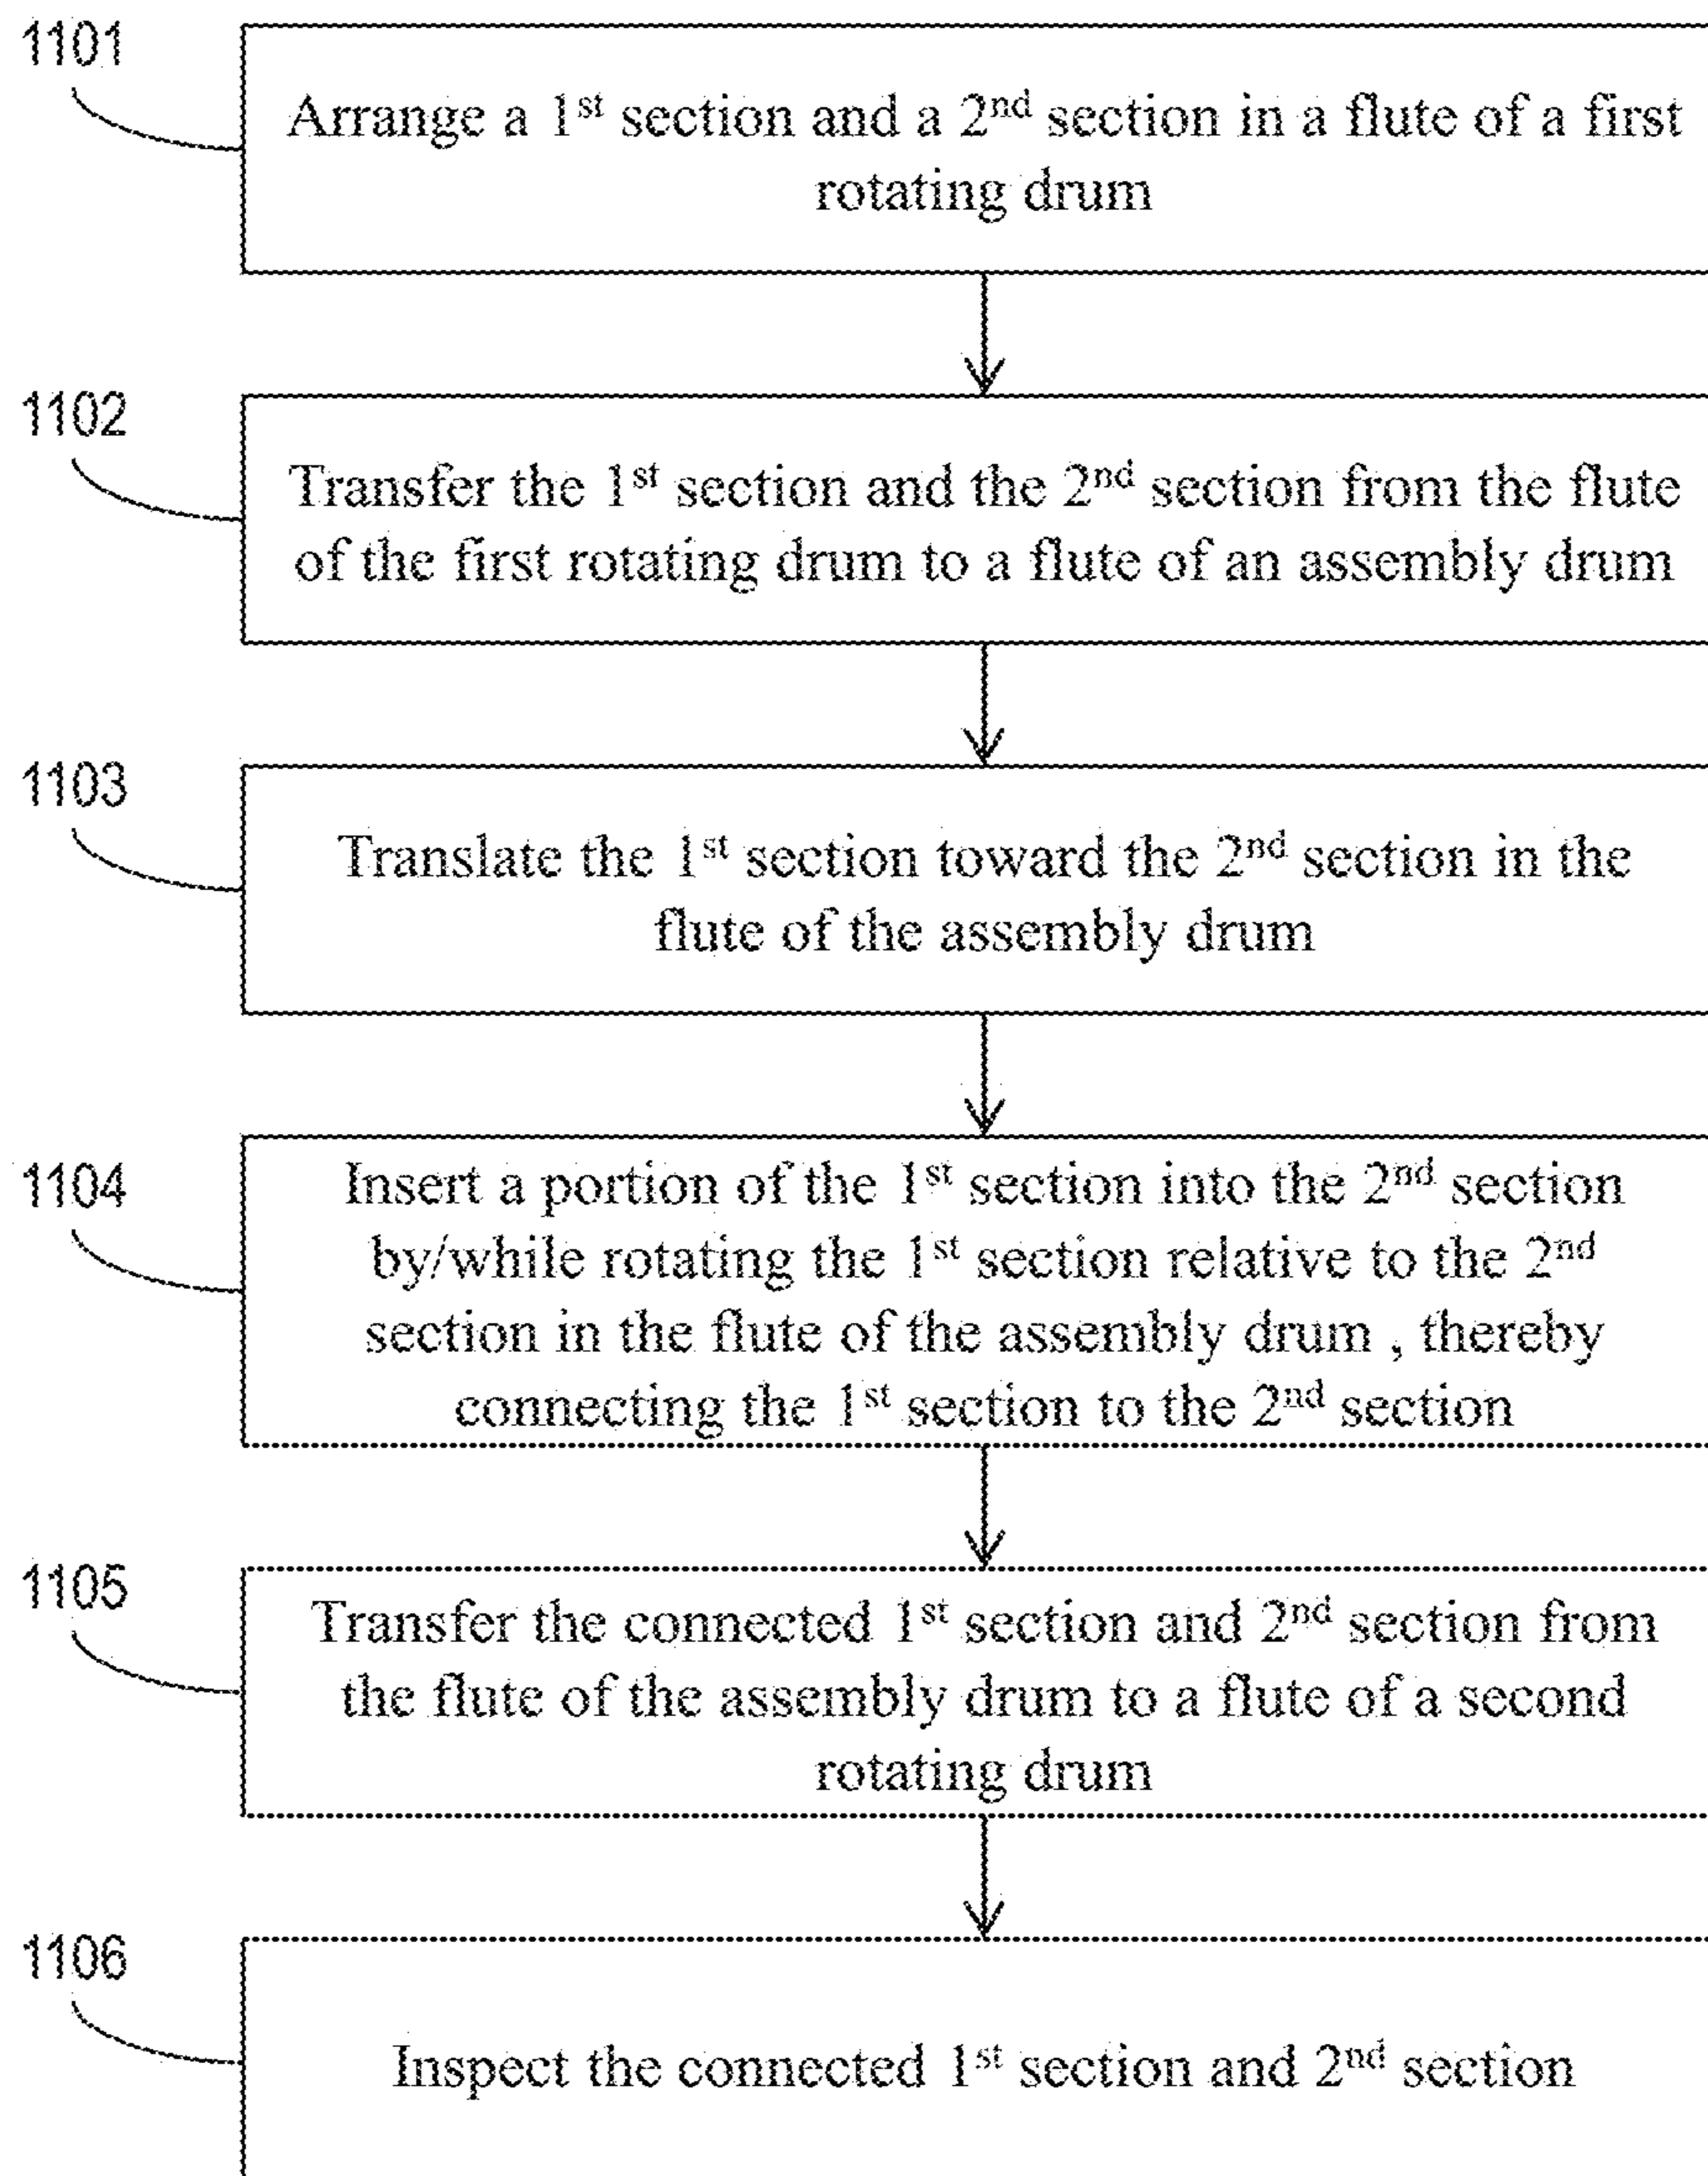 1101
Arrange a 1st section and a 2nd section in a flute of a first
rotating drum
1102
Transfer the 1st section and the 2nd section from the flute
of the first rotating drum to a flute of an assembly drum
1103
Translate the 1st section toward the 2nd section in the
flute of the assembly drum
1104
Insert a portion of the 1st section into the 2nd section
by/while rotating the 1st section relative to the 2nd
section in the flute of the assembly drum , thereby
connecting the 1st section to the 2nd section
1105
Transfer the connected 1st section and 2nd section from
the flute of the assembly drum to a flute of a second
rotating drum
1106
Inspect the connected 1st section and 2nd section